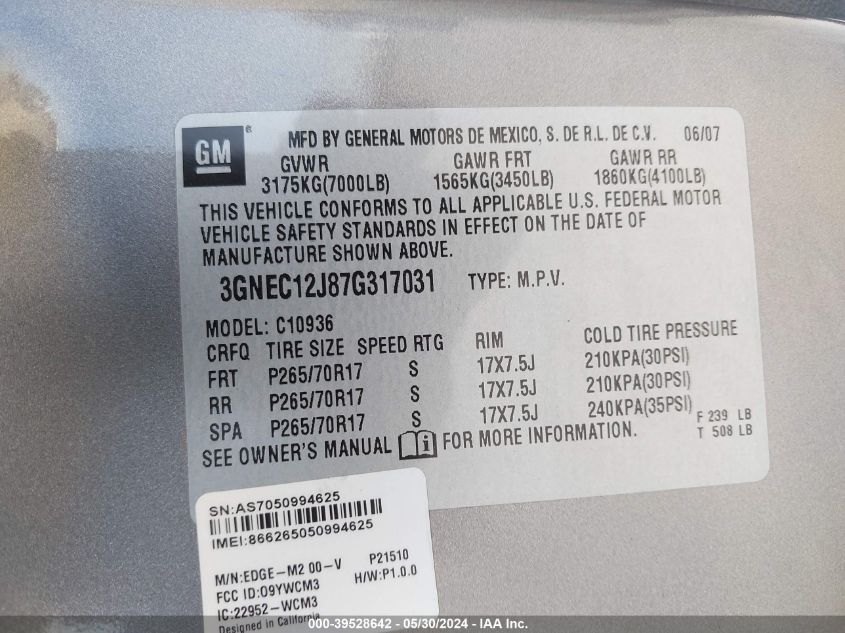 GM ®
MFD BY GENERAL MOTORS DE MEXICO, S. DE R.L. DE C.V. 06/07
GVWR GAWR FRT GAWR RR
3175KG(7000LB) 1565KG(3450LB) 1860KG(4100LB)
THIS VEHICLE CONFORMS TO ALL APPLICABLE U.S. FEDERAL MOTOR
VEHICLE SAFETY STANDARDS IN EFFECT ON THE DATE OF
MANUFACTURE SHOWN ABOVE.
3GNEC12J87G317031 TYPE: M.P.V.
MODEL: C10936
CRFQ TIRE SIZE SPEED RTG RIM COLD TIRE PRESSURE
FRT P265/70R17 S 17X7.5J 210KPA(30PSI)
RR P265/70R17 S 17X7.5J 210KPA(30PSI)
SPA P265/70R17 S 17X7.5J 240KPA(35PSI) F 239 LB
SEE OWNER'S MANUAL i FOR MORE INFORMATION. T 508 LB
SN:AS7050994625
IMEI:866265050994625
M/N:EDGE-M2 00-V P21510
FCC ID:O9YWCM3 H/W:P1.0.0
IC:22952-WCM3
Designed in California
000-39528642 - 05/30/2024 - IAA Inc.